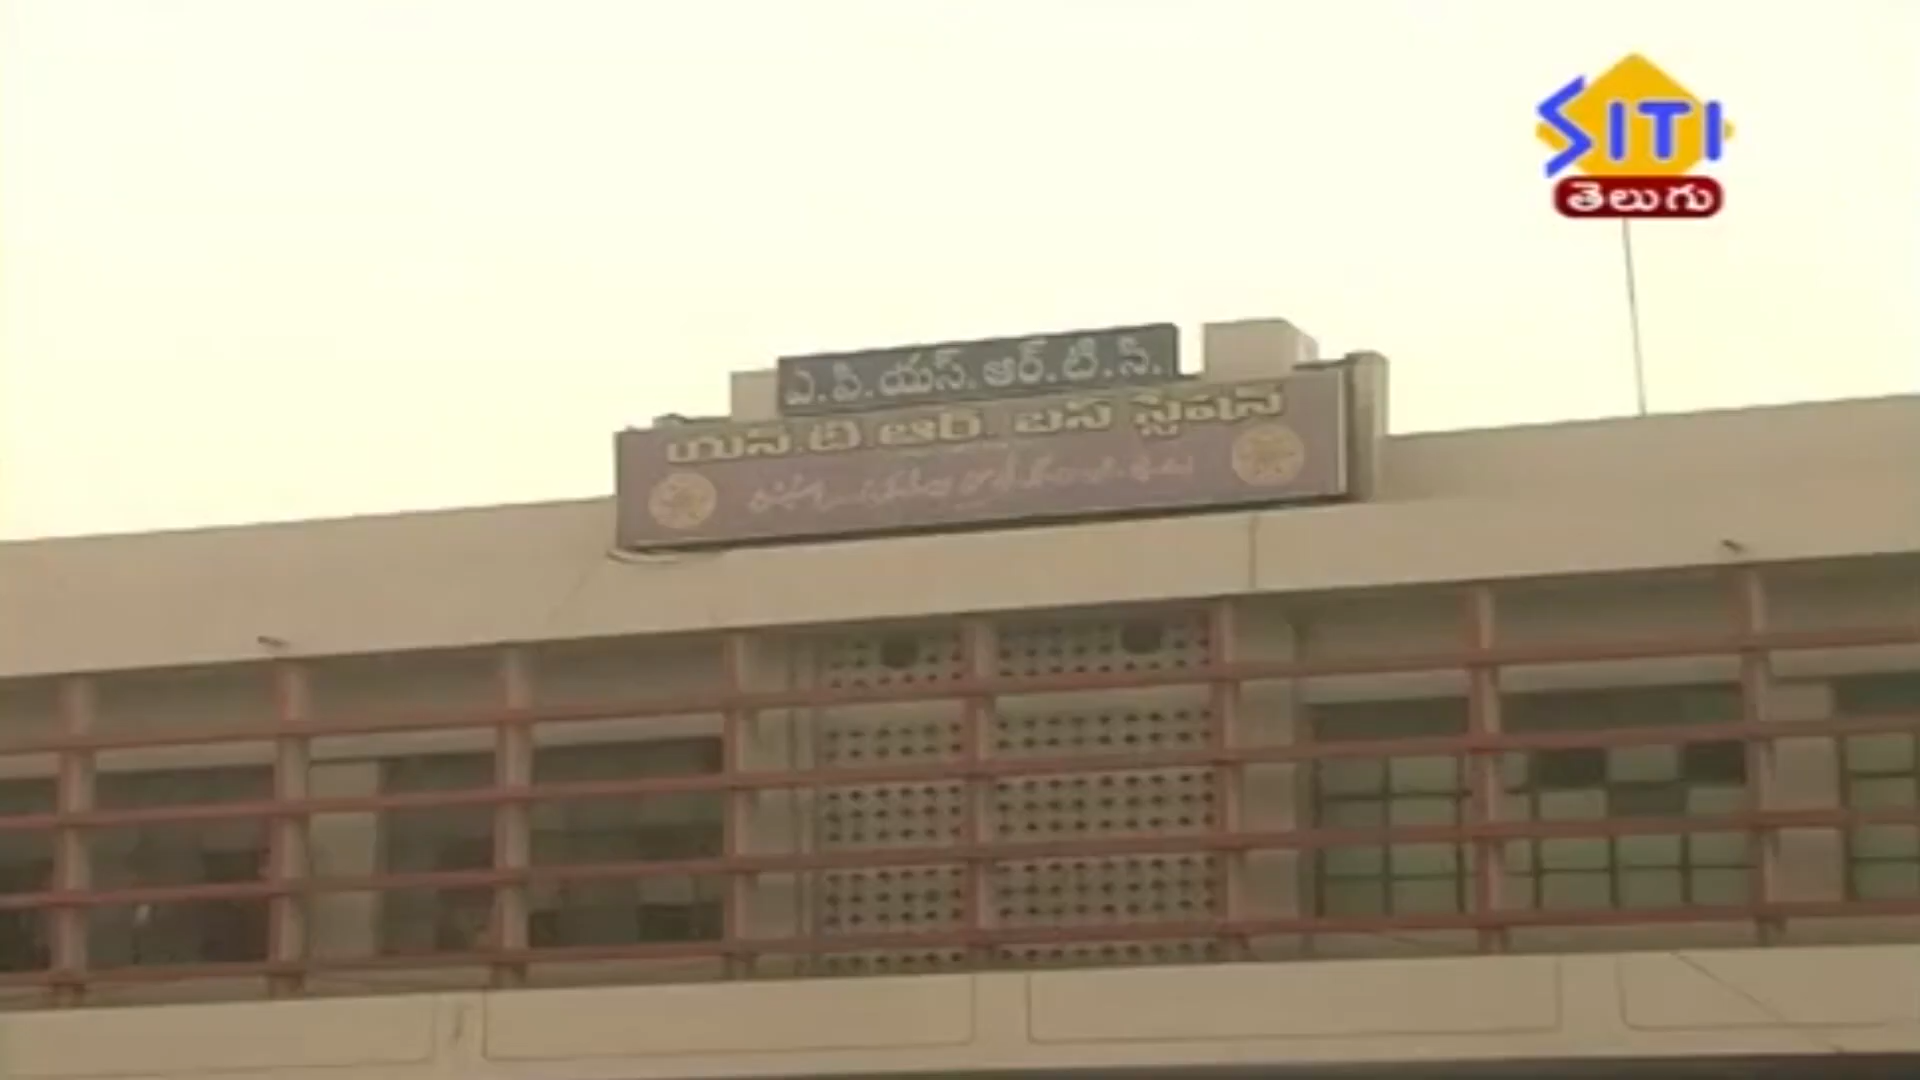 SITI
తెలుగు
ఎ.పి.యస్.ఆర్.టి.సి.
యన్.టి.ఆర్. బస్ స్టేషన్